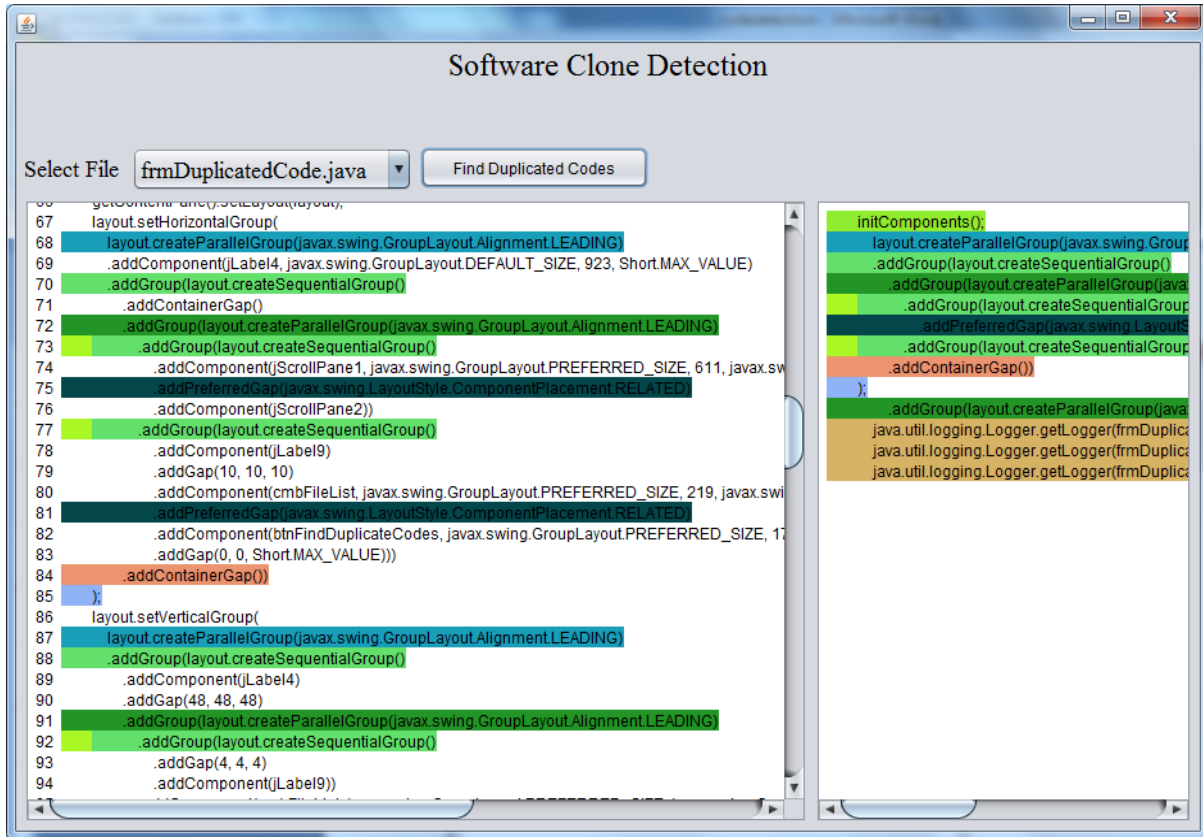 Software Clone Detection
Select File frmDuplicatedCode.java Find Duplicated Codes
66 getContentPane().setLayout(layout);
67 layout.setHorizontalGroup(
68 layout.createParallelGroup(javax.swing.GroupLayout.Alignment.LEADING)
69 .addComponent(jLabel4, javax.swing.GroupLayout.DEFAULT_SIZE, 923, Short.MAX_VALUE)
70 .addGroup(layout.createSequentialGroup()
71 .addContainerGap()
72 .addGroup(layout.createParallelGroup(javax.swing.GroupLayout.Alignment.LEADING)
73 .addGroup(layout.createSequentialGroup()
74 .addComponent(jScrollPane1, javax.swing.GroupLayout.PREFERRED_SIZE, 611, javax.sw
75 .addPreferredGap(javax.swing.LayoutStyle.ComponentPlacement.RELATED)
76 .addComponent(jScrollPane2))
77 .addGroup(layout.createSequentialGroup()
78 .addComponent(jLabel9)
79 .addGap(10, 10, 10)
80 .addComponent(cmbFileList, javax.swing.GroupLayout.PREFERRED_SIZE, 219, javax.swi
81 .addPreferredGap(javax.swing.LayoutStyle.ComponentPlacement.RELATED)
82 .addComponent(btnFindDuplicateCodes, javax.swing.GroupLayout.PREFERRED_SIZE, 17
83 .addGap(0, 0, Short.MAX_VALUE)))
84 .addContainerGap())
85 );
86 layout.setVerticalGroup(
87 layout.createParallelGroup(javax.swing.GroupLayout.Alignment.LEADING)
88 .addGroup(layout.createSequentialGroup()
89 .addComponent(jLabel4)
90 .addGap(48, 48, 48)
91 .addGroup(layout.createParallelGroup(javax.swing.GroupLayout.Alignment.LEADING)
92 .addGroup(layout.createSequentialGroup()
93 .addGap(4, 4, 4)
94 .addComponent(jLabel9))
initComponents();
layout.createParallelGroup(javax.swing.Group
.addGroup(layout.createSequentialGroup()
.addGroup(layout.createParallelGroup(java
.addGroup(layout.createSequentialGroup
.addPreferredGap(javax.swing.LayoutS
.addGroup(layout.createSequentialGroup
.addContainerGap())
);
.addGroup(layout.createParallelGroup(java
java.util.logging.Logger.getLogger(frmDuplica
java.util.logging.Logger.getLogger(frmDuplica
java.util.logging.Logger.getLogger(frmDuplica